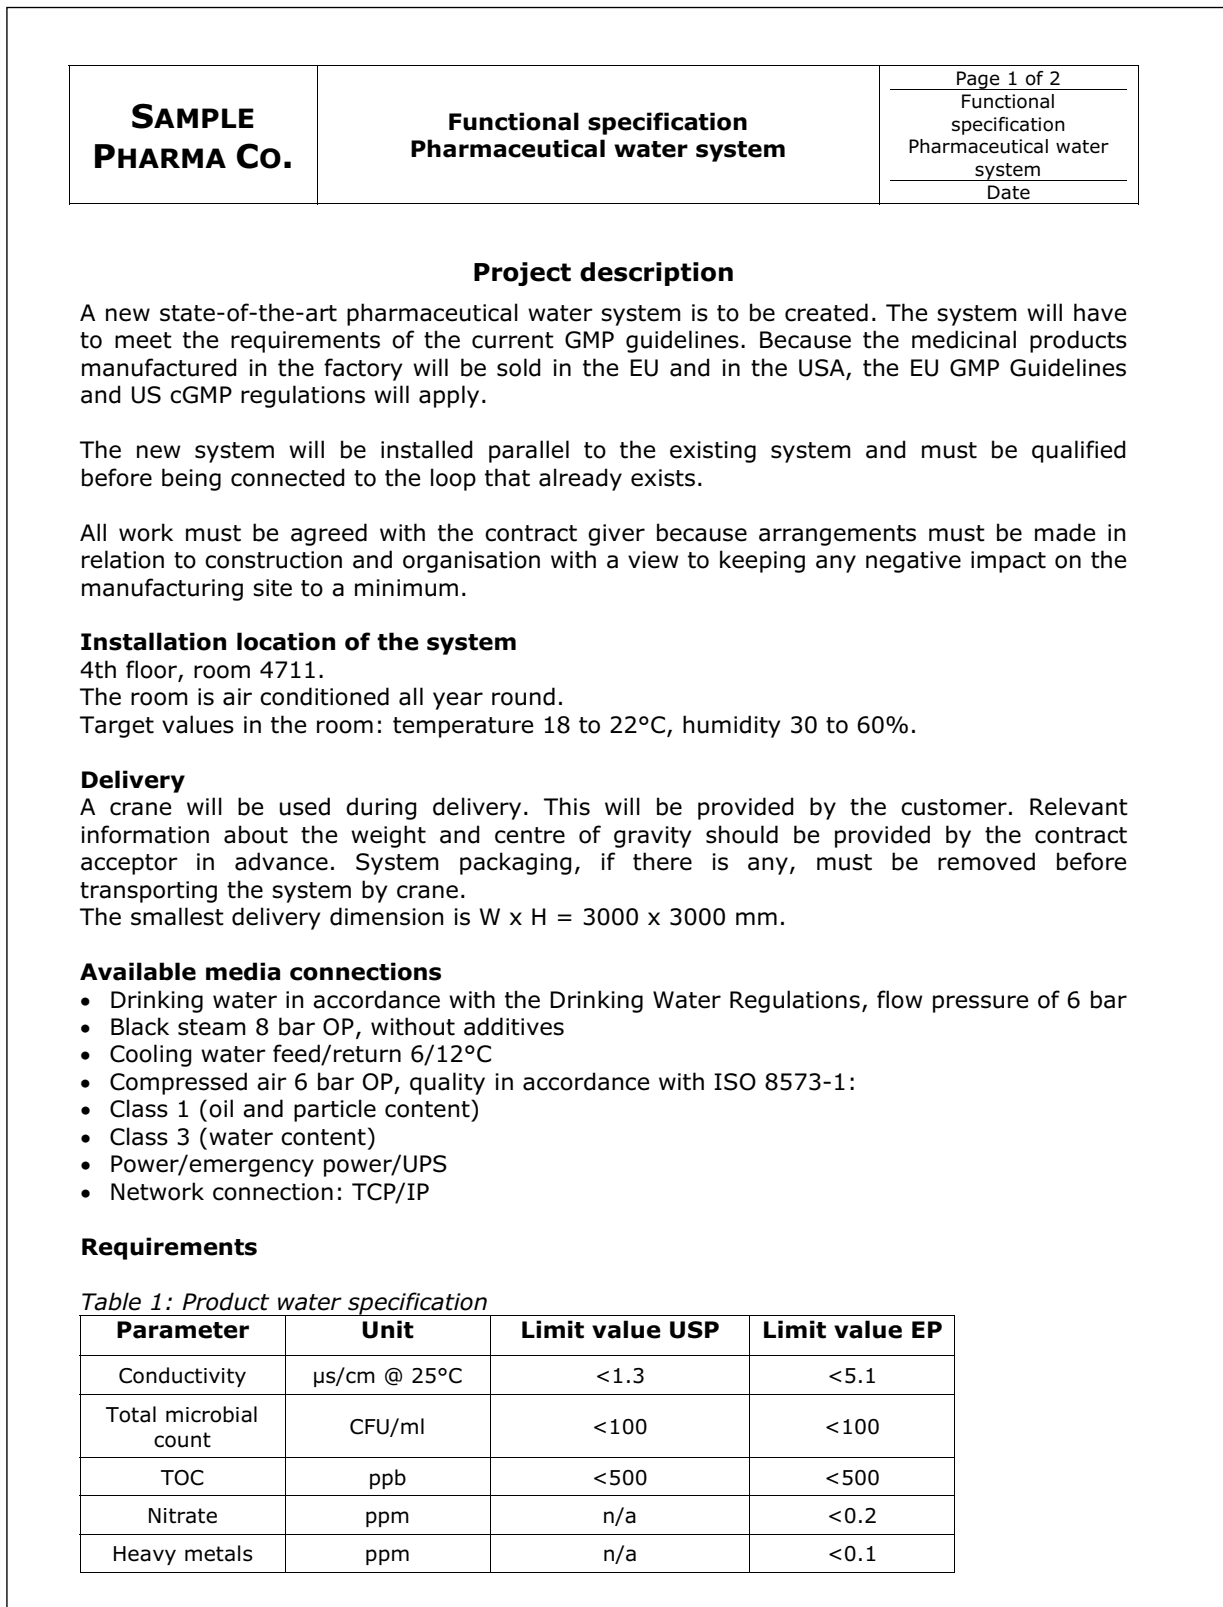 SAMPLE
PHARMA CO.
Functional specification
Pharmaceutical water system
Page 1 of 2
Functional
specification
Pharmaceutical water
system
Date
Project description
A new state-of-the-art pharmaceutical water system is to be created. The system will have
to meet the requirements of the current GMP guidelines. Because the medicinal products
manufactured in the factory will be sold in the EU and in the USA, the EU GMP Guidelines
and US cGMP regulations will apply.
The new system will be installed parallel to the existing system and must be qualified
before being connected to the loop that already exists.
All work must be agreed with the contract giver because arrangements must be made in
relation to construction and organisation with a view to keeping any negative impact on the
manufacturing site to a minimum.
Installation location of the system
4th floor, room 4711.
The room is air conditioned all year round.
Target values in the room: temperature 18 to 22°C, humidity 30 to 60%.
Delivery
A crane will be used during delivery. This will be provided by the customer. Relevant
information about the weight and centre of gravity should be provided by the contract
acceptor in advance. System packaging, if there is any, must be removed before
transporting the system by crane.
The smallest delivery dimension is W x H = 3000 x 3000 mm.
Available media connections
• Drinking water in accordance with the Drinking Water Regulations, flow pressure of 6 bar
• Black steam 8 bar OP, without additives
• Cooling water feed/return 6/12°C
• Compressed air 6 bar OP, quality in accordance with ISO 8573-1:
• Class 1 (oil and particle content)
• Class 3 (water content)
• Power/emergency power/UPS
• Network connection: TCP/IP
Requirements
Table 1: Product water specification
Parameter Unit Limit value USP Limit value EP
Conductivity µs/cm @ 25°C <1.3 <5.1
Total microbial
count CFU/ml <100 <100
TOC ppb <500 <500
Nitrate ppm n/a <0.2
Heavy metals ppm n/a <0.1